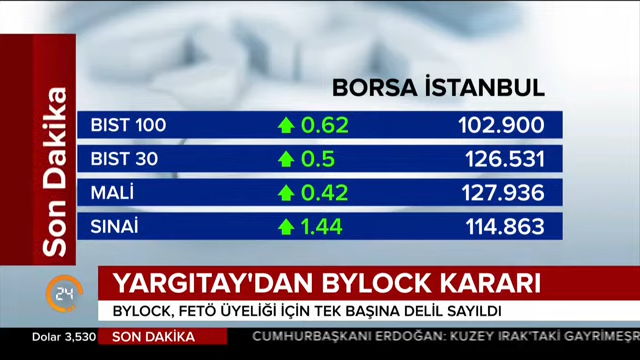 BORSA İSTANBUL
Son Dakika
BIST 100 0.62 102.900
BIST 30 0.5 126.531
MALİ 0.42 127.936
SINAİ 1.44 114.863
24
YARGITAY'DAN BYLOCK KARARI
BYLOCK, FETÖ ÜYELİĞİ İÇİN TEK BAŞINA DELİL SAYILDI
Dolar 3,530 SON DAKİKA CUMHURBAŞKANI ERDOĞAN: KUZEY IRAK'TAKİ GAYRİMEŞ